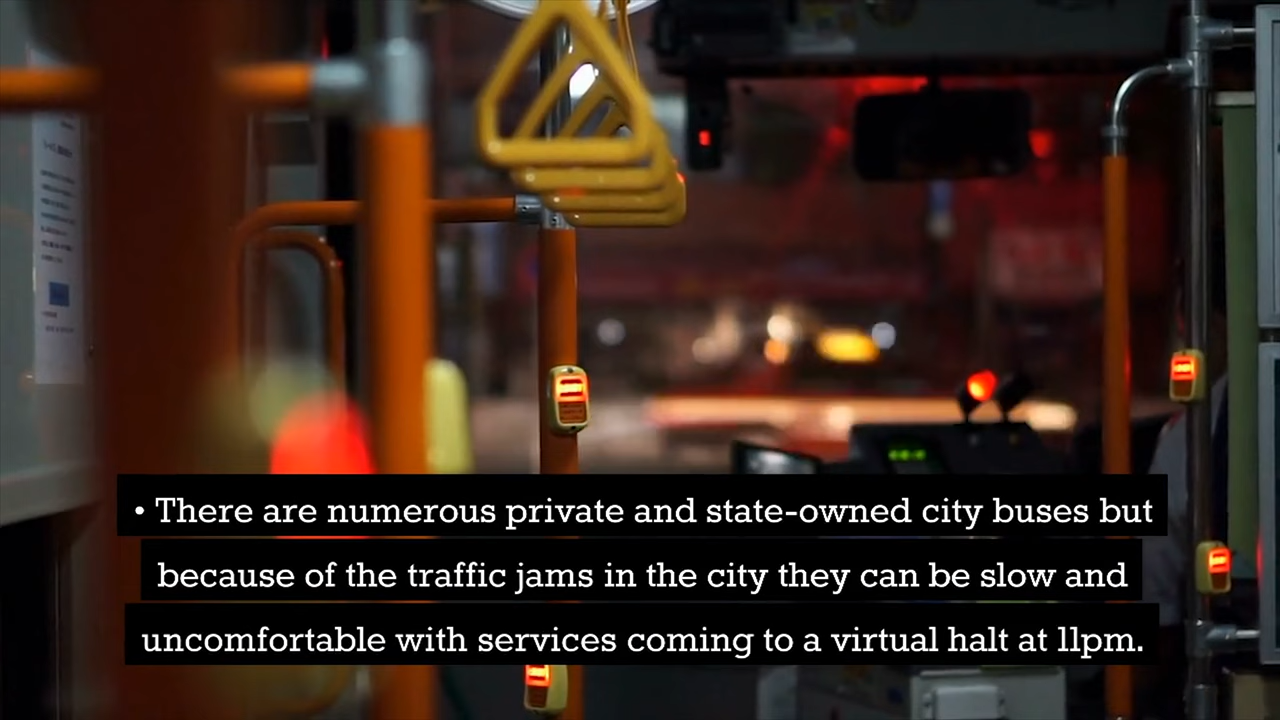 • There are numerous private and state-owned city buses but
because of the traffic jams in the city they can be slow and
uncomfortable with services coming to a virtual halt at 11pm.